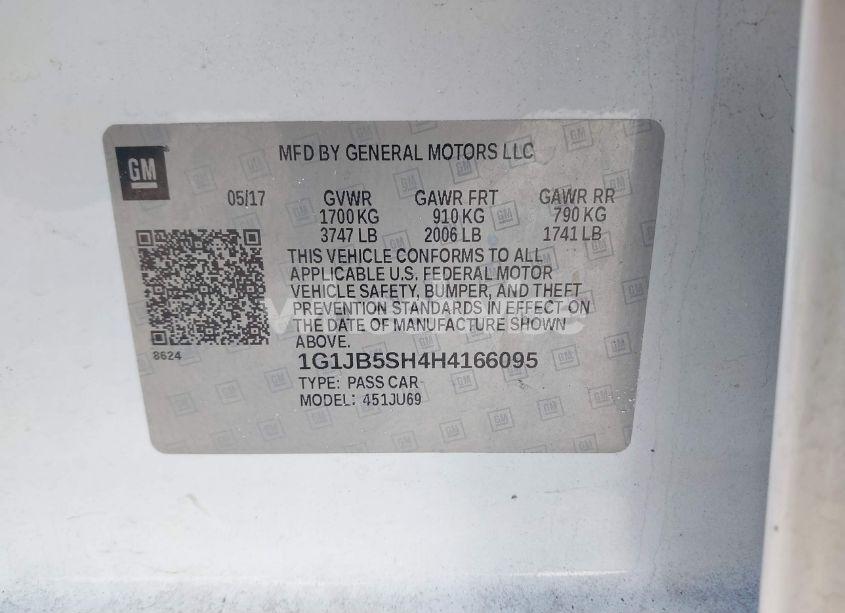 GM
MFD BY GENERAL MOTORS LLC
05/17 GVWR GAWR FRT GAWR RR
1700 KG 910 KG 790 KG
3747 LB 2006 LB 1741 LB
THIS VEHICLE CONFORMS TO ALL
APPLICABLE U.S. FEDERAL MOTOR
VEHICLE SAFETY, BUMPER, AND THEFT
PREVENTION STANDARDS IN EFFECT ON
THE DATE OF MANUFACTURE SHOWN
ABOVE.
8624
1G1JB5SH4H4166095
TYPE: PASS CAR
MODEL: 451JU69